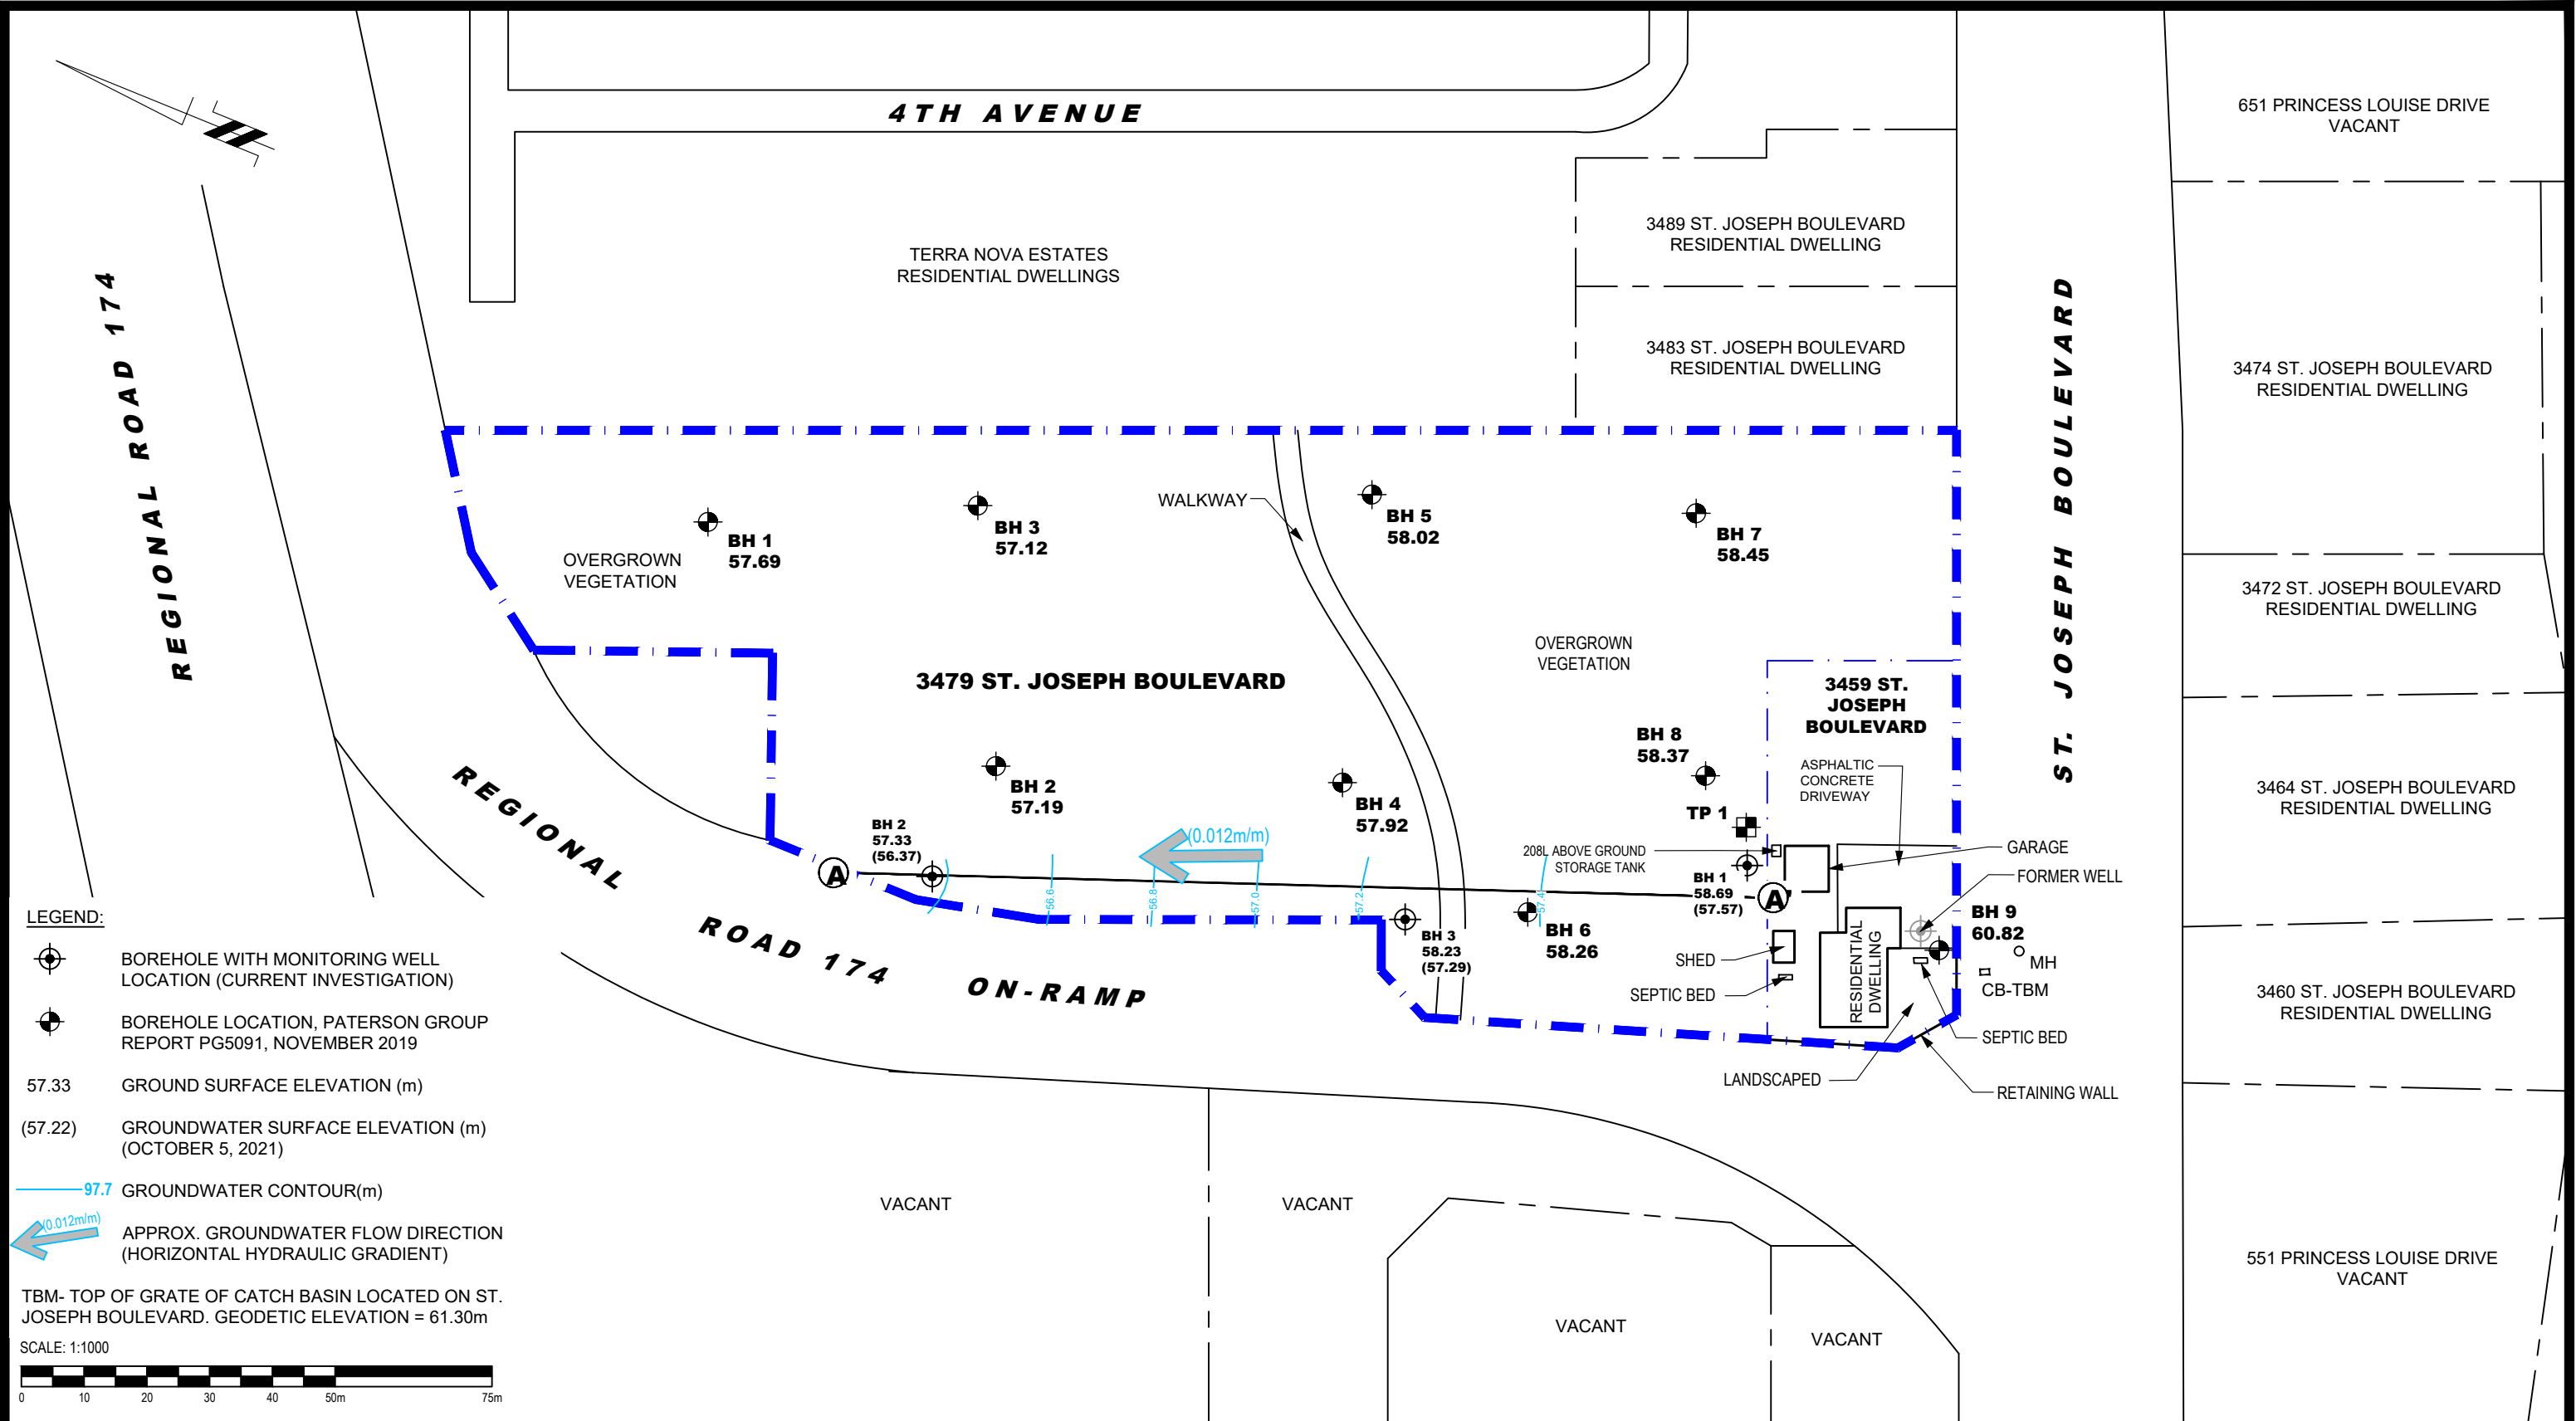 4TH AVENUE
651 PRINCESS LOUISE DRIVE
VACANT
3489 ST. JOSEPH BOULEVARD
RESIDENTIAL DWELLING
TERRA NOVA ESTATES
RESIDENTIAL DWELLINGS
3483 ST. JOSEPH BOULEVARD
RESIDENTIAL DWELLING
3474 ST. JOSEPH BOULEVARD
RESIDENTIAL DWELLING
REGIONAL ROAD 174
ST. JOSEPH BOULEVARD
WALKWAY
BH 1
57.69
BH 3
57.12
BH 5
58.02
BH 7
58.45
OVERGROWN
VEGETATION
3472 ST. JOSEPH BOULEVARD
RESIDENTIAL DWELLING
OVERGROWN
VEGETATION
3479 ST. JOSEPH BOULEVARD
3459 ST.
JOSEPH
BOULEVARD
BH 8
58.37
ASPHALTIC
CONCRETE
DRIVEWAY
3464 ST. JOSEPH BOULEVARD
RESIDENTIAL DWELLING
BH 2
57.19
BH 4
57.92
TP 1
REGIONAL
ROAD 174
ON-RAMP
BH 2
57.33
(56.37)
A
(0.012m/m)
56.6
56.8
57.0
57.2
57.4
208L ABOVE GROUND
STORAGE TANK
GARAGE
FORMER WELL
BH 1
58.69
(57.57)
A
BH 3
58.23
(57.29)
BH 6
58.26
BH 9
60.82
MH
CB-TBM
SHED
SEPTIC BED
RESIDENTIAL
DWELLING
SEPTIC BED
LANDSCAPED
RETAINING WALL
3460 ST. JOSEPH BOULEVARD
RESIDENTIAL DWELLING
551 PRINCESS LOUISE DRIVE
VACANT
VACANT
VACANT
VACANT
VACANT
LEGEND:
BOREHOLE WITH MONITORING WELL
LOCATION (CURRENT INVESTIGATION)
BOREHOLE LOCATION, PATERSON GROUP
REPORT PG5091, NOVEMBER 2019
57.33 GROUND SURFACE ELEVATION (m)
(57.22) GROUNDWATER SURFACE ELEVATION (m)
(OCTOBER 5, 2021)
97.7 GROUNDWATER CONTOUR(m)
(0.012m/m) APPROX. GROUNDWATER FLOW DIRECTION
(HORIZONTAL HYDRAULIC GRADIENT)
TBM- TOP OF GRATE OF CATCH BASIN LOCATED ON ST.
JOSEPH BOULEVARD. GEODETIC ELEVATION = 61.30m
SCALE: 1:1000
0 10 20 30 40 50m 75m